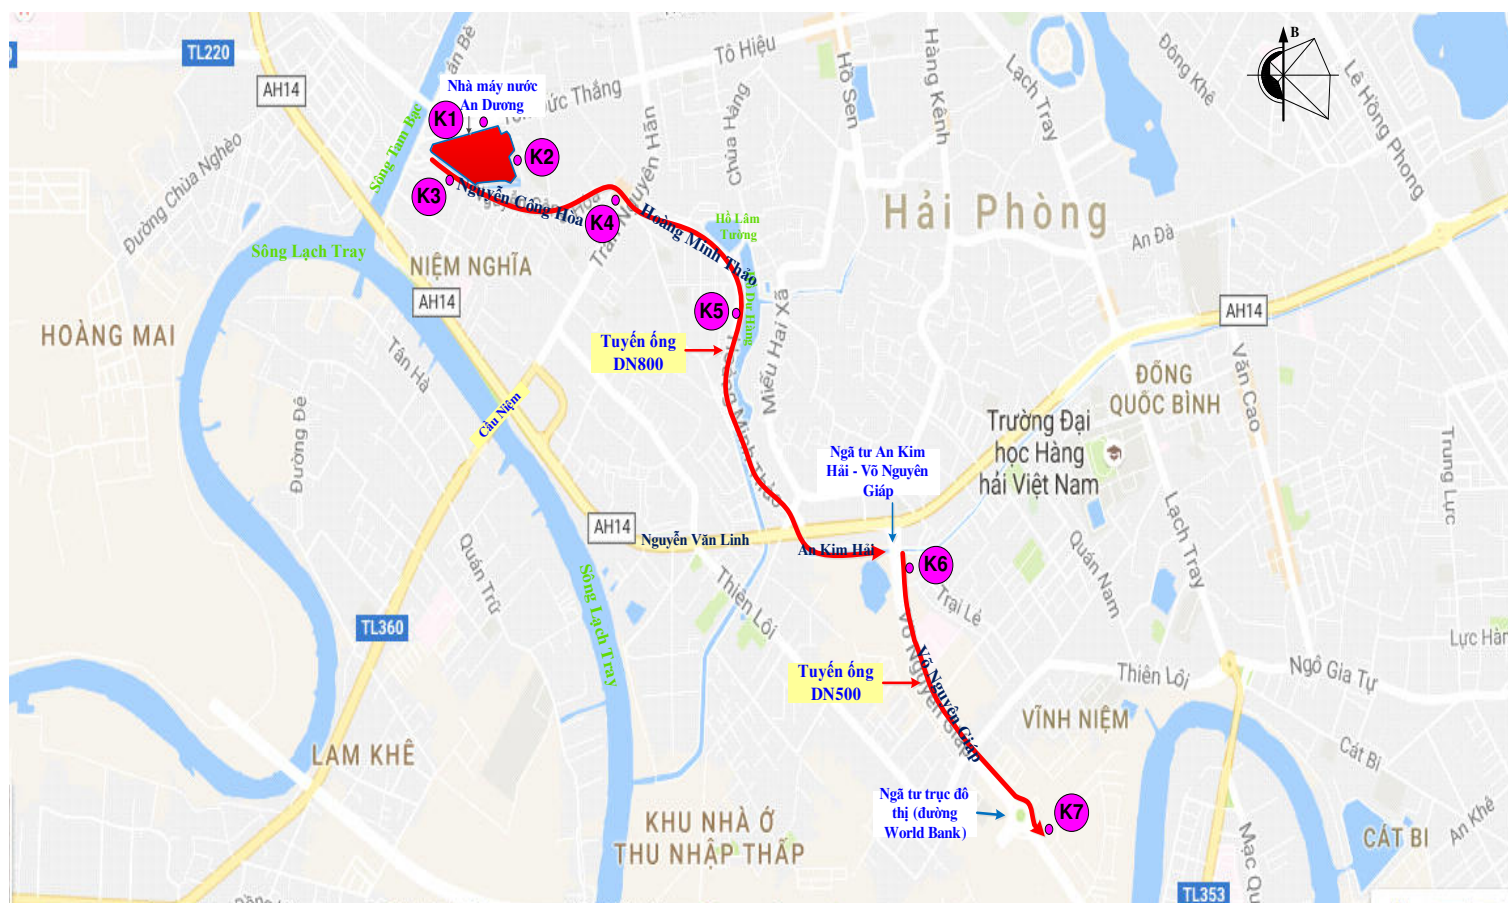 B
TL220
AH14
Tô Hiệu
Nhà máy nước
An Dương
K1
K2
K3
Nguyễn Công Hòa
K4
Hoàng Minh Thảo
Hồ Lâm
Tường
Hồ Sen
Hàng Kênh
Lạch Tray
Đông Khê
Lê Hồng Phong
Chùa Hàng
Sông Tam Bạc
Đường Chùa Nghèo
Sông Lạch Tray
NIỆM NGHĨA
Hải Phòng
An Đà
AH14
AH14
HOÀNG MAI
K5
Tuyến ống
DN800
Miếu Hai Xã
Tân Hà
Cầu Niệm
Đường Đê
ĐỔNG
QUỐC BÌNH
Văn Cao
Trường Đại
học Hàng
hải Việt Nam
Ngã tư An Kim
Hải - Võ Nguyên
Giáp
Trung Lực
AH14
Nguyễn Văn Linh
An Kim Hải
K6
Lạch Tray
Quán Nam
Quán Trữ
Thiên Lôi
Trại Lẻ
Sông Lạch Tray
TL360
Tuyến ống
DN500
Võ Nguyên Giáp
Võ Nguyên Giáp
Thiên Lôi
Ngô Gia Tự
VĨNH NIỆM
LAM KHÊ
Cát Bi
Ngã tư trục đô
thị (đường
World Bank)
K7
KHU NHÀ Ở
THU NHẬP THẤP
CÁT BI
An Khê
TL353